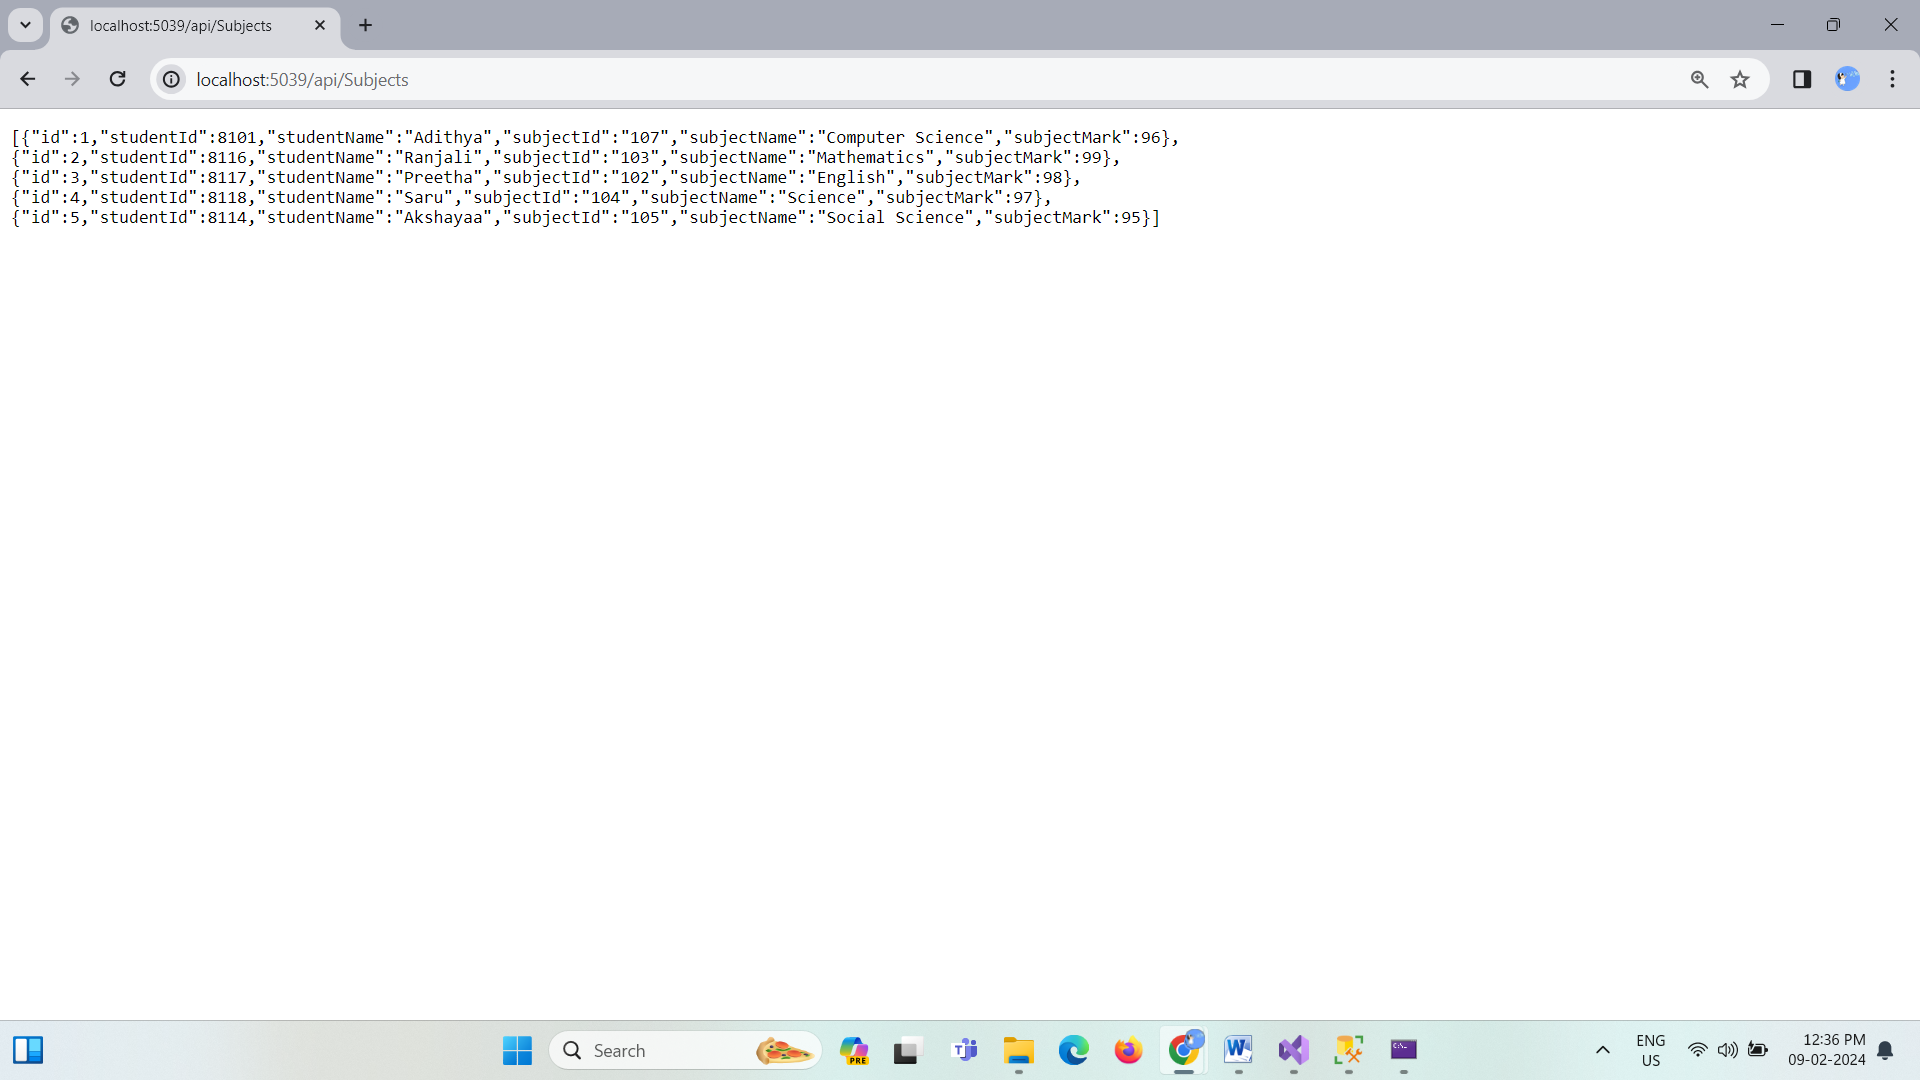 localhost:5039/api/Subjects
localhost:5039/api/Subjects
[{"id":1,"studentId":8101,"studentName":"Adithya","subjectId":"107","subjectName":"Computer Science","subjectMark":96},
{"id":2,"studentId":8116,"studentName":"Ranjali","subjectId":"103","subjectName":"Mathematics","subjectMark":99},
{"id":3,"studentId":8117,"studentName":"Preetha","subjectId":"102","subjectName":"English","subjectMark":98},
{"id":4,"studentId":8118,"studentName":"Saru","subjectId":"104","subjectName":"Science","subjectMark":97},
{"id":5,"studentId":8114,"studentName":"Akshayaa","subjectId":"105","subjectName":"Social Science","subjectMark":95}]
Search
PRE
ENG
US
12:36 PM
09-02-2024